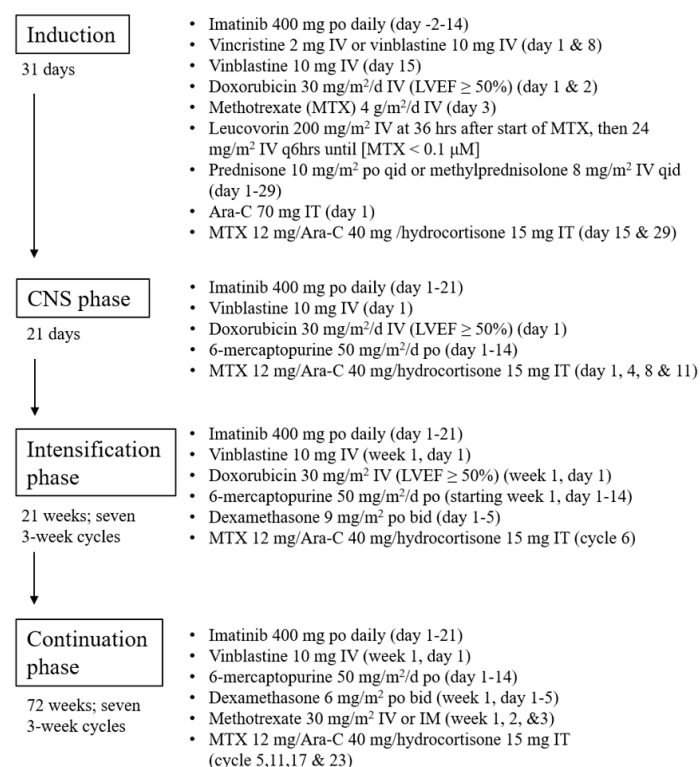 Induction
31 days
• Imatinib 400 mg po daily (day -2-14)
• Vincristine 2 mg IV or vinblastine 10 mg IV (day 1 & 8)
• Vinblastine 10 mg IV (day 15)
• Doxorubicin 30 mg/m²/d IV (LVEF ≥ 50%) (day 1 & 2)
• Methotrexate (MTX) 4 g/m²/d IV (day 3)
• Leucovorin 200 mg/m² IV at 36 hrs after start of MTX, then 24
mg/m² IV q6hrs until [MTX < 0.1 μM]
• Prednisone 10 mg/m² po qid or methylprednisolone 8 mg/m² IV qid
(day 1-29)
• Ara-C 70 mg IT (day 1)
• MTX 12 mg/Ara-C 40 mg /hydrocortisone 15 mg IT (day 15 & 29)
CNS phase
21 days
• Imatinib 400 mg po daily (day 1-21)
• Vinblastine 10 mg IV (day 1)
• Doxorubicin 30 mg/m²/d IV (LVEF ≥ 50%) (day 1)
• 6-mercaptopurine 50 mg/m²/d po (day 1-14)
• MTX 12 mg/Ara-C 40 mg/hydrocortisone 15 mg IT (day 1, 4, 8 & 11)
Intensification
phase
21 weeks; seven
3-week cycles
• Imatinib 400 mg po daily (day 1-21)
• Vinblastine 10 mg IV (week 1, day 1)
• Doxorubicin 30 mg/m² IV (LVEF ≥ 50%) (week 1, day 1)
• 6-mercaptopurine 50 mg/m²/d po (starting week 1, day 1-14)
• Dexamethasone 9 mg/m² po bid (day 1-5)
• MTX 12 mg/Ara-C 40 mg/hydrocortisone 15 mg IT (cycle 6)
Continuation
phase
72 weeks; seven
3-week cycles
• Imatinib 400 mg po daily (day 1-21)
• Vinblastine 10 mg IV (week 1, day 1)
• 6-mercaptopurine 50 mg/m²/d po (day 1-14)
• Dexamethasone 6 mg/m² po bid (week 1, day 1-5)
• Methotrexate 30 mg/m² IV or IM (week 1, 2, &3)
• MTX 12 mg/Ara-C 40 mg/hydrocortisone 15 mg IT
(cycle 5,11,17 & 23)